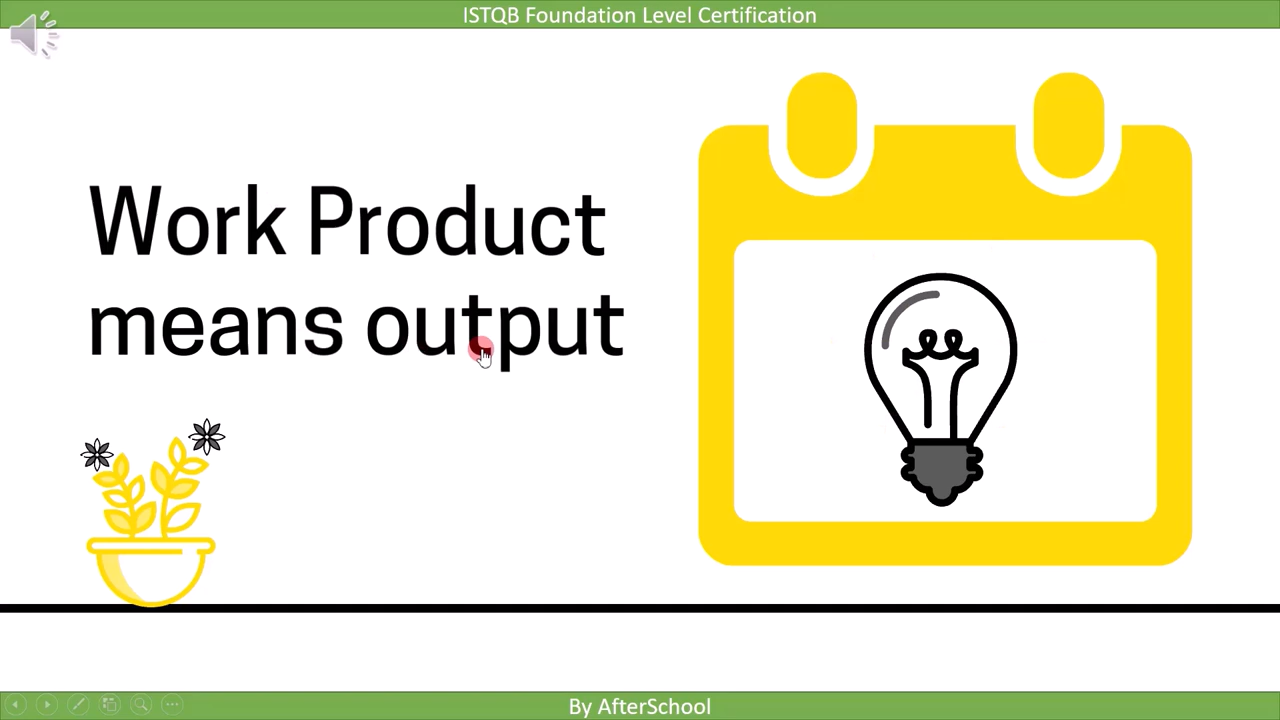 ISTQB Foundation Level Certification
Work Product
means output
By AfterSchool